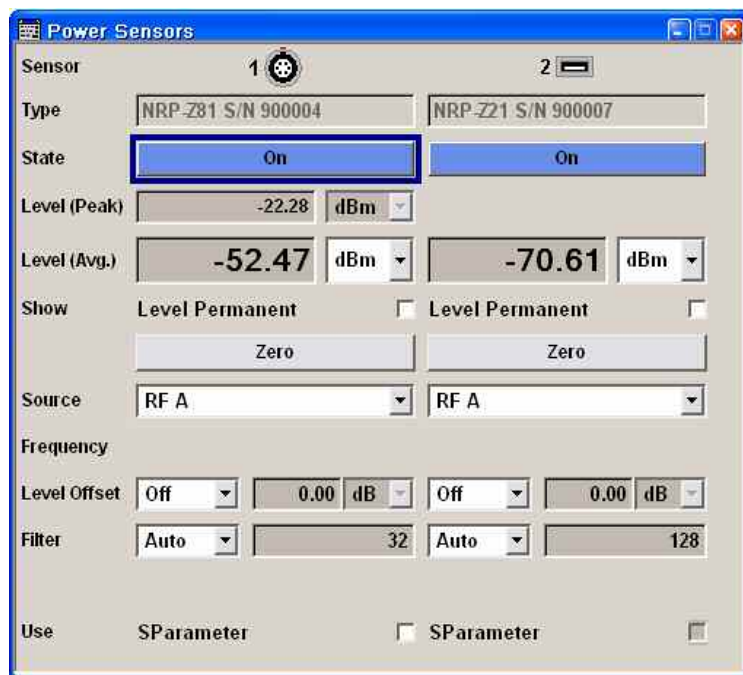 Power Sensors
Sensor 1 2
Type NRP-Z81 S/N 900004 NRP-Z21 S/N 900007
State On On
Level (Peak) -22.28 dBm
Level (Avg.) -52.47 dBm -70.61 dBm
Show Level Permanent Level Permanent
Zero Zero
Source RF A RF A
Frequency
Level Offset Off 0.00 dB Off 0.00 dB
Filter Auto 32 Auto 128
Use SParameter SParameter